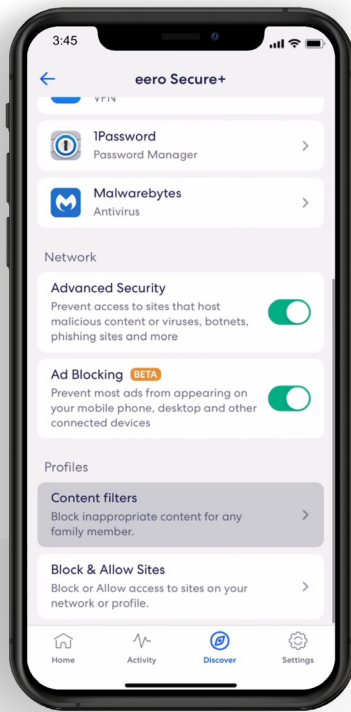 3:45
eero Secure+
VPN
1Password
Password Manager
Malwarebytes
Antivirus
Network
Advanced Security
Prevent access to sites that host
malicious content or viruses, botnets,
phishing sites and more
Ad Blocking BETA
Prevent most ads from appearing on
your mobile phone, desktop and other
connected devices
Profiles
Content filters
Block inappropriate content for any
family member.
Block & Allow Sites
Block or Allow access to sites on your
network or profile.
Home Activity Discover Settings